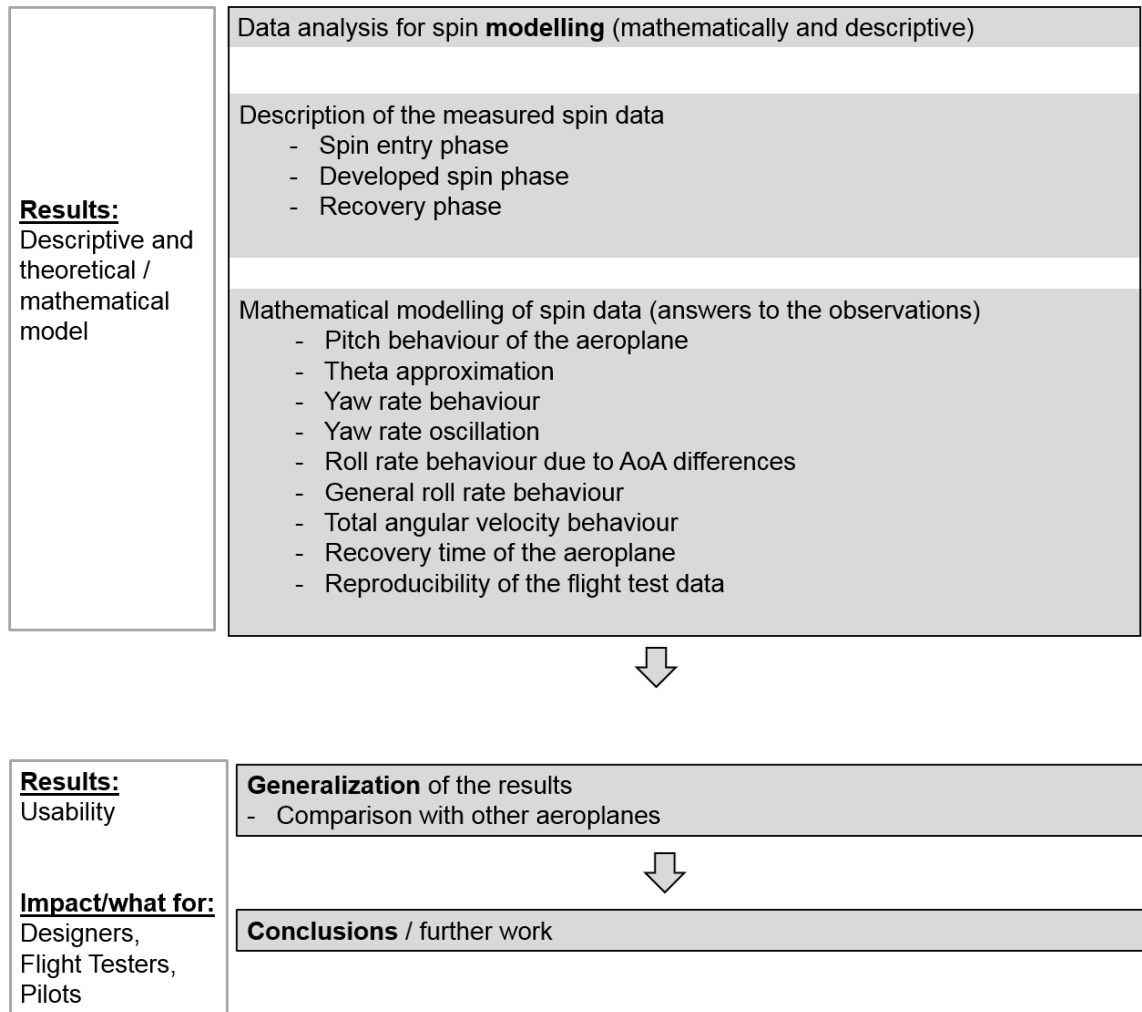 Results:
Descriptive and
theoretical /
mathematical
model
Data analysis for spin modelling (mathematically and descriptive)
Description of the measured spin data
- Spin entry phase
- Developed spin phase
- Recovery phase
Mathematical modelling of spin data (answers to the observations)
- Pitch behaviour of the aeroplane
- Theta approximation
- Yaw rate behaviour
- Yaw rate oscillation
- Roll rate behaviour due to AoA differences
- General roll rate behaviour
- Total angular velocity behaviour
- Recovery time of the aeroplane
- Reproducibility of the flight test data
Results:
Usability
Generalization of the results
- Comparison with other aeroplanes
Impact/what for:
Designers,
Flight Testers,
Pilots
Conclusions / further work